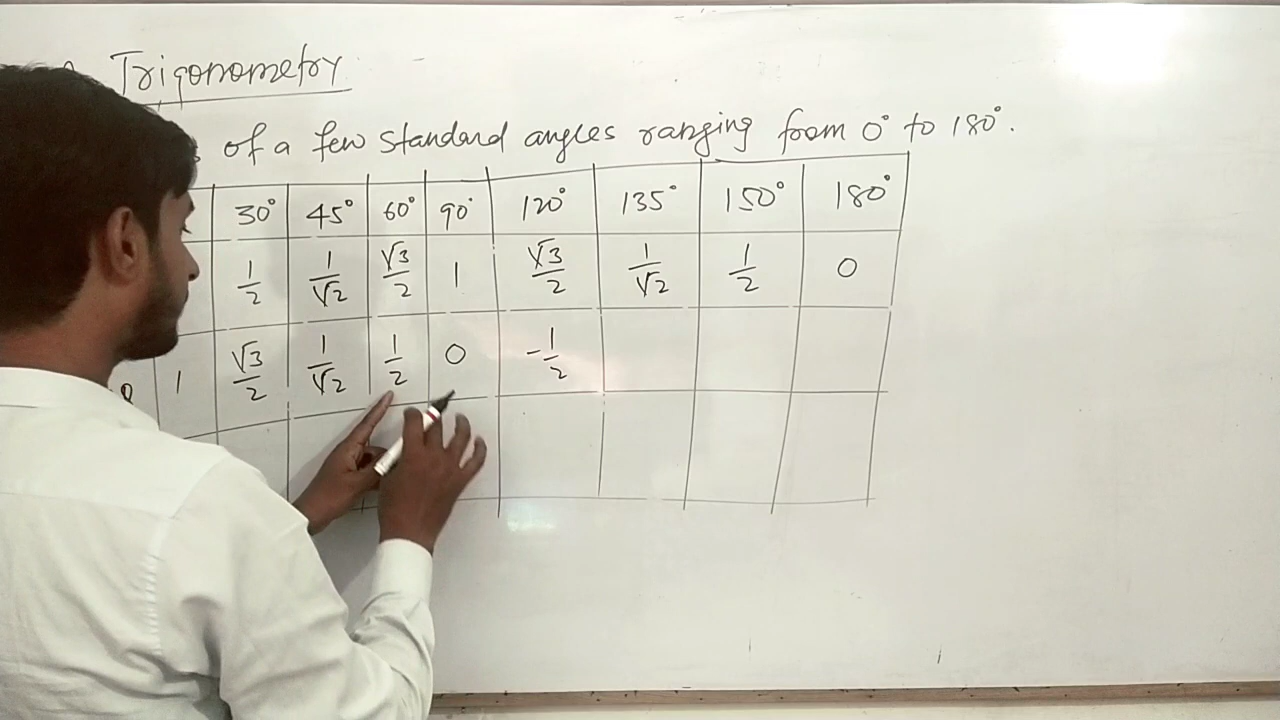 Trigonometry
of a few standard angles ranging from 0° to 180°.
30° 45° 60° 90° 120° 135° 150° 180°
1/2 1/√2 √3/2 1 √3/2 1/√2 1/2 0
1 √3/2 1/√2 1/2 0 -1/2